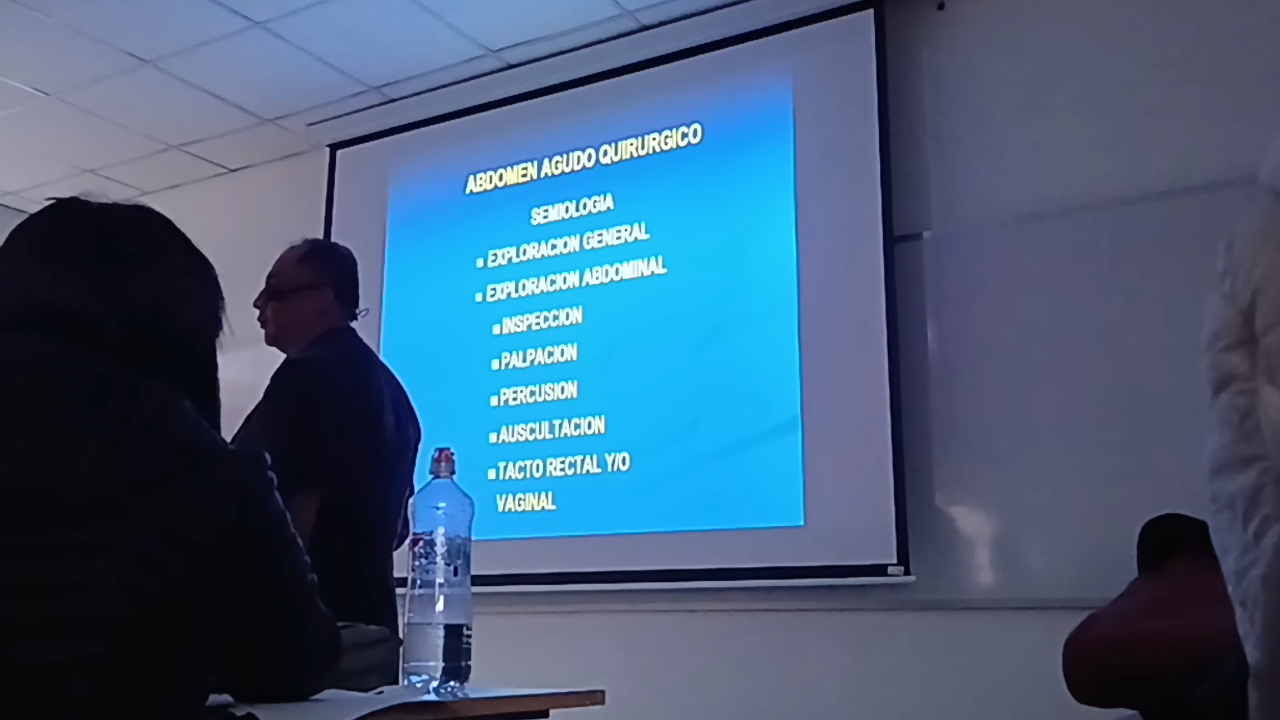 ABDOMEN AGUDO QUIRURGICO
SEMIOLOGIA
EXPLORACION GENERAL
EXPLORACION ABDOMINAL
INSPECCION
PALPACION
PERCUSION
AUSCULTACION
TACTO RECTAL Y/O
VAGINAL